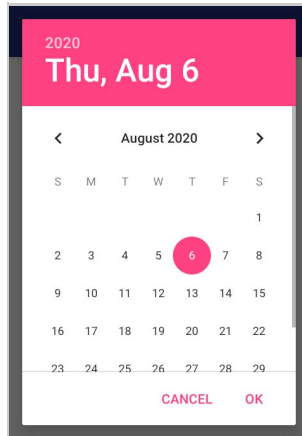 2020
Thu, Aug 6
August 2020
S M T W T F S
1
2 3 4 5 6 7 8
9 10 11 12 13 14 15
16 17 18 19 20 21 22
23 24 25 26 27 28 29
CANCEL OK